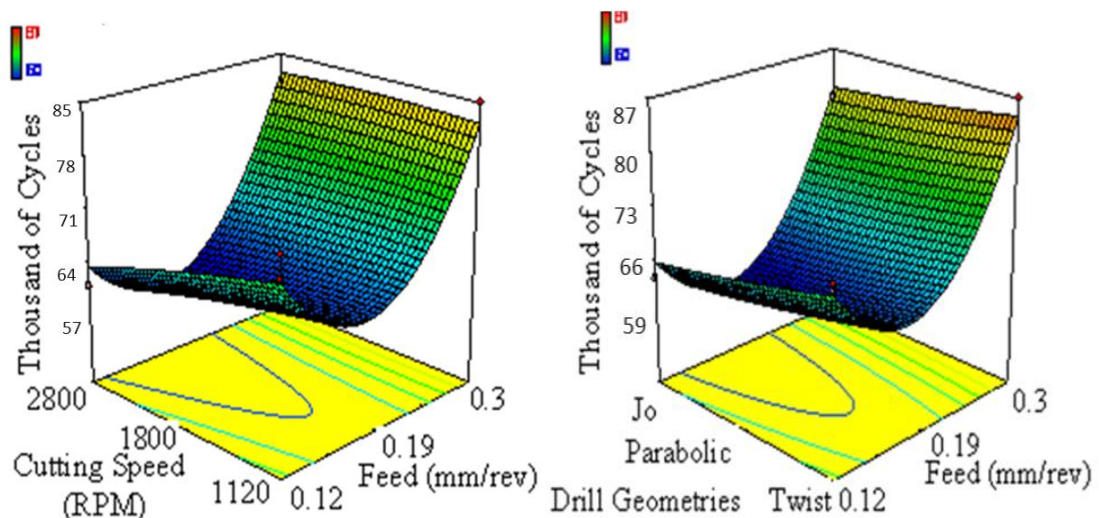 85
78
71
64
57
Thousand of Cycles
2800
1800
1120
Cutting Speed
(RPM)
0.12
0.19
0.3
Feed (mm/rev)
87
80
73
66
59
Thousand of Cycles
Jo
Parabolic
Twist
Drill Geometries
0.12
0.19
0.3
Feed (mm/rev)